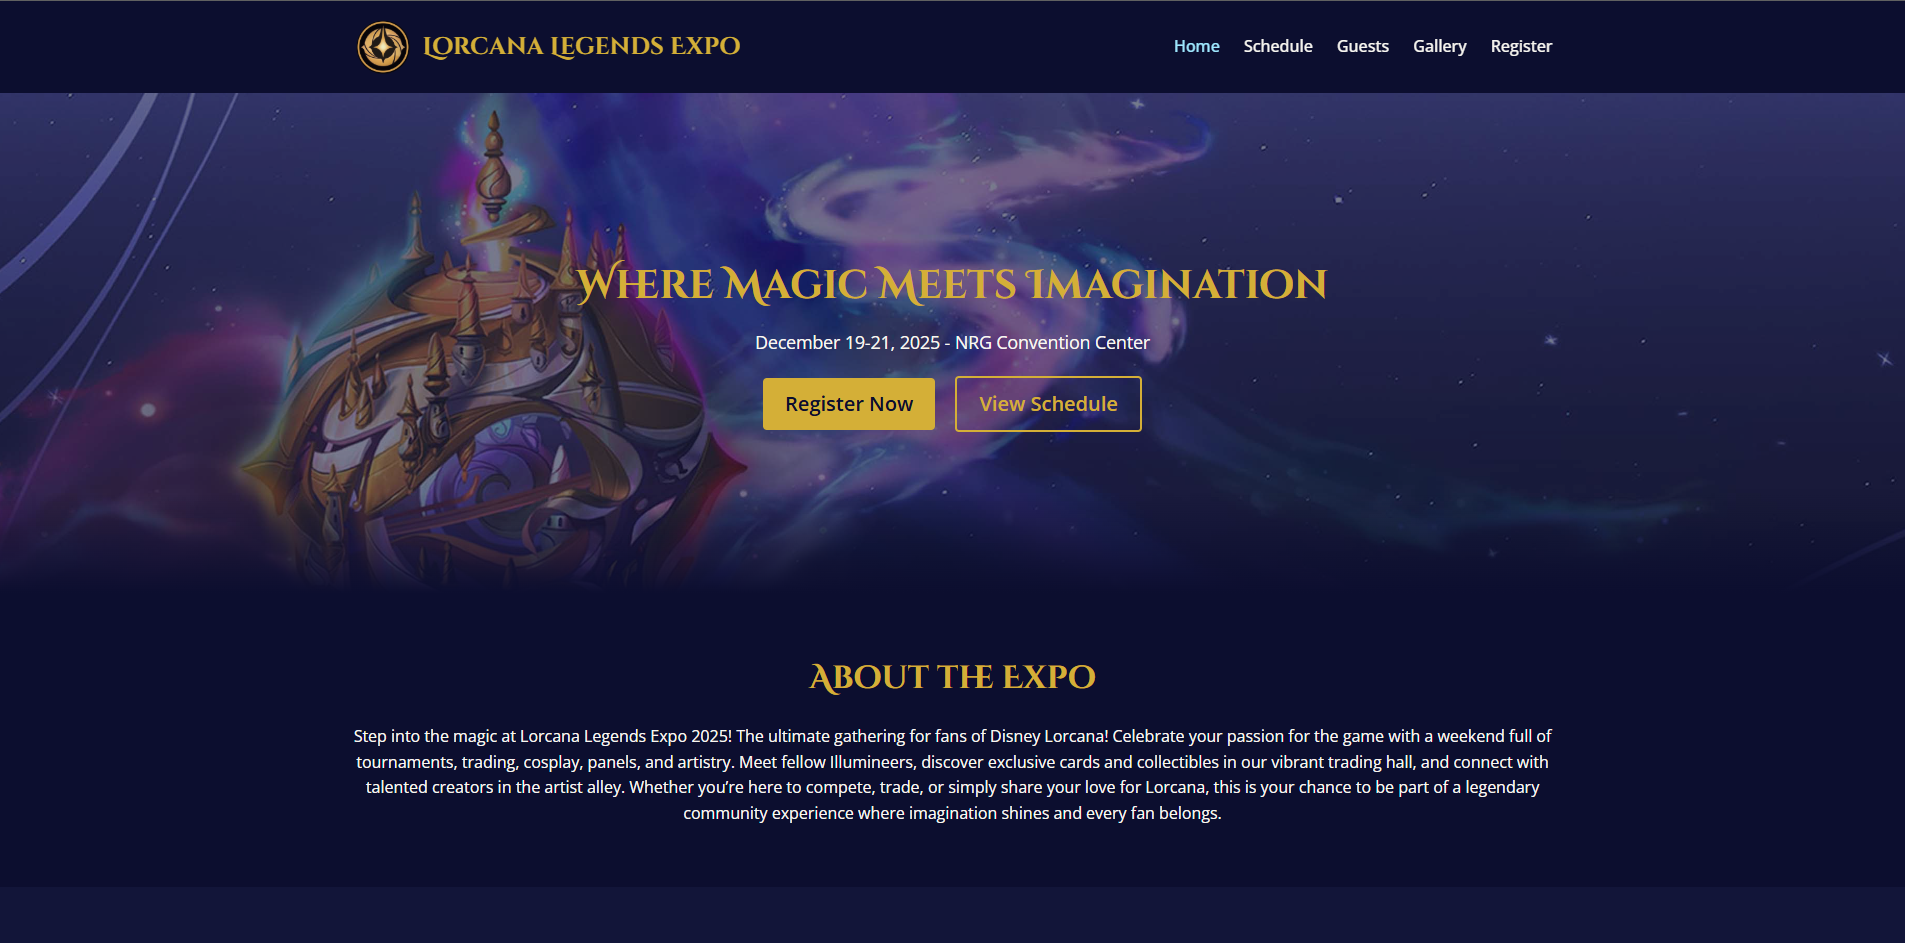 Lorcana Legends Expo
Home Schedule Guests Gallery Register
Where Magic Meets Imagination
December 19-21, 2025 - NRG Convention Center
Register Now View Schedule
About the Expo
Step into the magic at Lorcana Legends Expo 2025! The ultimate gathering for fans of Disney Lorcana! Celebrate your passion for the game with a weekend full of
tournaments, trading, cosplay, panels, and artistry. Meet fellow Illumineers, discover exclusive cards and collectibles in our vibrant trading hall, and connect with
talented creators in the artist alley. Whether you’re here to compete, trade, or simply share your love for Lorcana, this is your chance to be part of a legendary
community experience where imagination shines and every fan belongs.